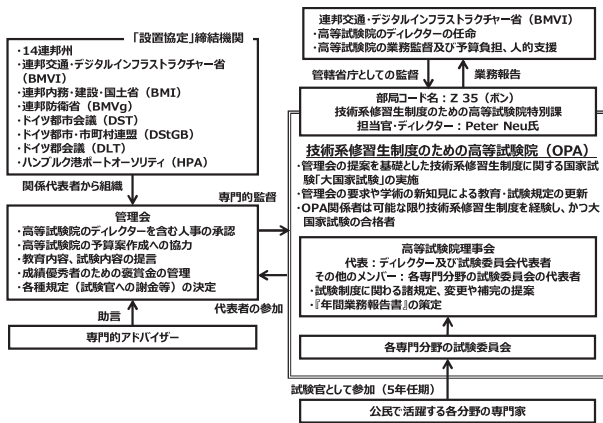 「設置協定」締結機関
・14連邦州
・連邦交通・デジタルインフラストラクチャー省
(BMVI)
・連邦内務・建設・国土省(BMI)
・連邦防衛省(BMVg)
・ドイツ都市会議(DST)
・ドイツ都市・市町村連盟(DStGB)
・ドイツ郡会議(DLT)
・ハンブルク港ポートオーソリティ(HPA)
関係代表者から組織
管理会
・高等試験院のディレクターを含む人事の承認
・高等試験院の予算案作成への協力
・教育内容、試験内容の提言
・成績優秀者のための褒賞金の管理
・各種規定(試験官への謝金等)の決定
助言
専門的アドバイザー
専門的監督
代表者の参加
連邦交通・デジタルインフラストラクチャー省(BMVI)
・高等試験院のディレクターの任命
・高等試験院の業務監督及び予算負担、人的支援
管轄省庁としての監督
業務報告
部局コード名:Z 35(ボン)
技術系修習生制度のための高等試験院特別課
担当官・ディレクター:Peter Neu氏
技術系修習生制度のための高等試験院(OPA)
・管理会の提案を基礎とした技術系修習生制度に関する国家試
験「大国家試験」の実施
・管理会の要求や学術の新知見による教育・試験規定の更新
・OPA関係者は可能な限り技術系修習生制度を経験し、かつ大
国家試験の合格者
高等試験院理事会
代表:ディレクター及び試験委員会代表者
その他のメンバー:各専門分野の試験委員会の代表者
・試験制度に関わる諸規定、変更や補完の提案
・『年間業務報告書』の策定
各専門分野の試験委員会
試験官として参加(5年任期)
公民で活躍する各分野の専門家